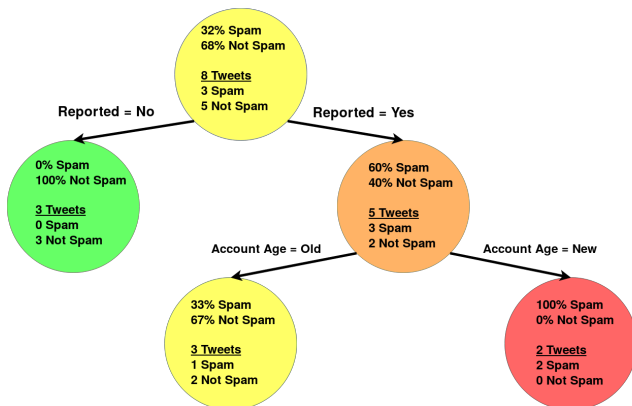 32% Spam
68% Not Spam
8 Tweets
3 Spam
5 Not Spam
Reported = No
Reported = Yes
0% Spam
100% Not Spam
3 Tweets
0 Spam
3 Not Spam
60% Spam
40% Not Spam
5 Tweets
3 Spam
2 Not Spam
Account Age = Old
Account Age = New
33% Spam
67% Not Spam
3 Tweets
1 Spam
2 Not Spam
100% Spam
0% Not Spam
2 Tweets
2 Spam
0 Not Spam